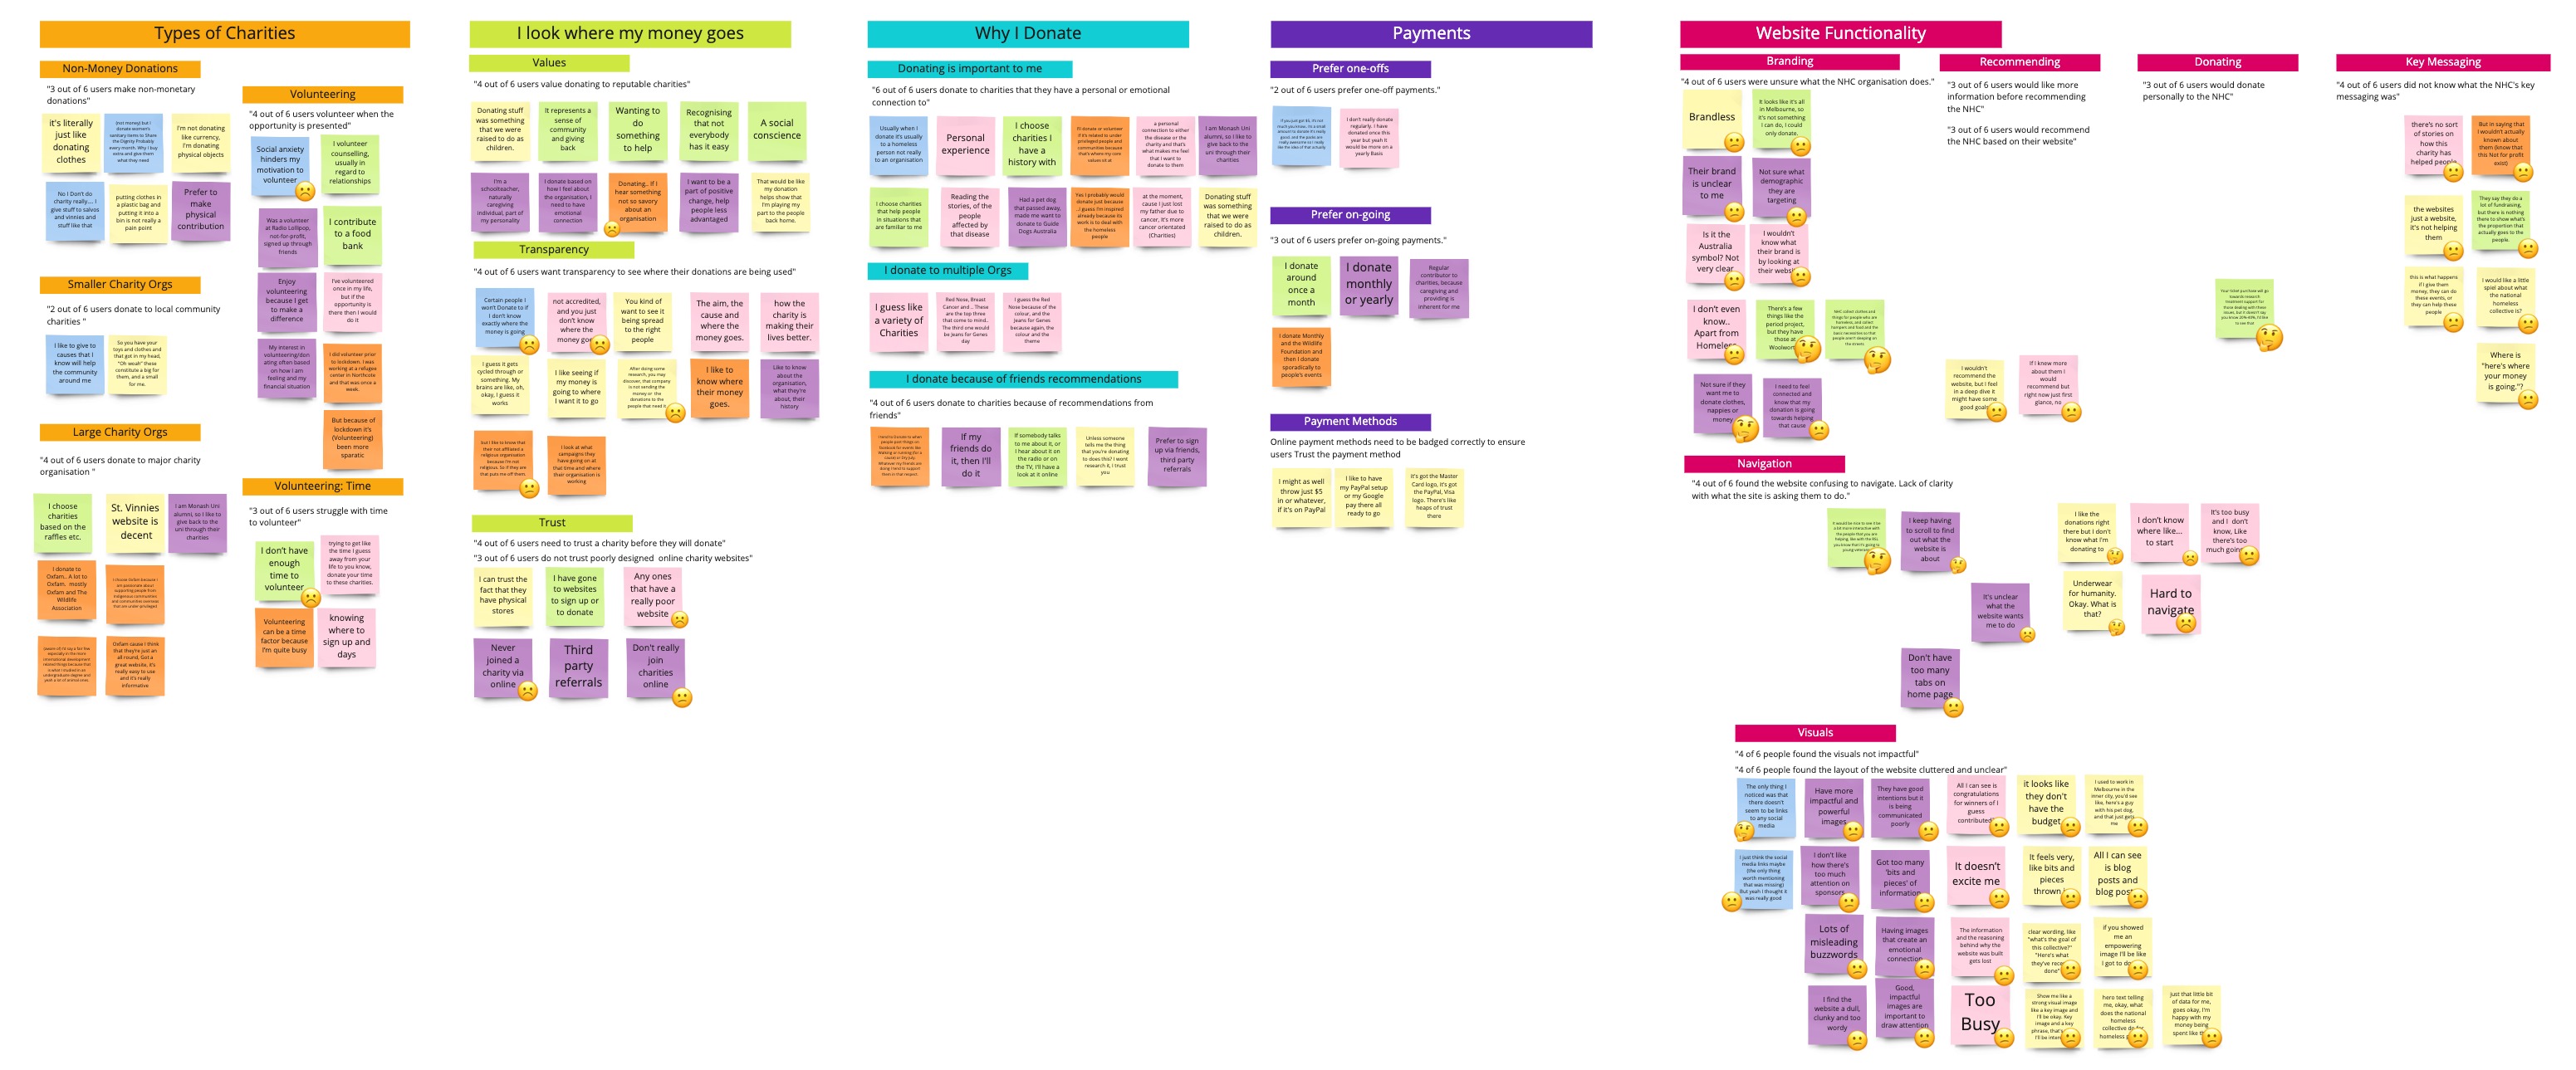 Types of Charities
Non-Money Donations
"3 out of 6 users make non-monetary
donations"
it's literally
just like
donating
clothes
(not money) but I
donate women's
sanitary items to Share
the Dignity Probably
every month. Why I buy
extra and give them
what they need
I'm not donating
like currency,
I'm donating
physical objects
No I Don't do
charity really.... I
give stuff to salvos
and vinnies and
stuff like that
putting clothes in
a plastic bag and
putting it into a
bin is not really a
pain point
Prefer to
make
physical
contribution
Smaller Charity Orgs
"2 out of 6 users donate to local community
charities "
I like to give to
causes that I
know will help
the community
around me
So you have your
toys and clothes and
that got in my head,
"Oh yeah" these
constitute a big for
them, and a small
for me.
Large Charity Orgs
"4 out of 6 users donate to major charity
organisation "
I choose
charities
based on the
raffles etc.
St. Vinnies
website is
decent
I am Monash Uni
alumni, so I like to
give back to the
uni through their
charities
I donate to
Oxfam.. A lot to
Oxfam. mostly
Oxfam and The
Wildlife
Association
Oxfam cause I think
that they're just an
all round. Got a
great website, it's
really easy to use
and it's really
informative
Volunteering
"4 out of 6 users volunteer when the
opportunity is presented"
Social anxiety
hinders my
motivation to
volunteer
I volunteer
counselling,
usually in
regard to
relationships
Was a volunteer
at Radio Lollipop,
not-for-profit,
signed up through
friends
I contribute
to a food
bank
Enjoy
volunteering
because I get
to make a
difference
I've volunteered
once in my life,
but if the
opportunity is
there then I would
do it
My interest in
volunteering/don
ating often based
on how I am
feeling and my
financial situation
I did volunteer prior
to lockdown. I was
working at a refugee
center in Northcote
and that was once a
week.
But because of
lockdown it's
(Volunteering)
been more
sparatic
Volunteering: Time
"3 out of 6 users struggle with time
to volunteer"
I don't have
enough
time to
volunteer
trying to get like
the time I guess
away from your
life to you know,
donate your time
to these charities.
Volunteering
can be a time
factor because
I'm quite busy
knowing
where to
sign up and
days
I look where my money goes
Values
"4 out of 6 users value donating to reputable charities"
Donating stuff
was something
that we were
raised to do as
children.
It represents a
sense of
community
and giving
back
Wanting to
do
something
to help
Recognising
that not
everybody
has it easy
A social
conscience
I'm a
schoolteacher,
naturally
caregiving
individual, part of
my personality
I donate based on
how I feel about
the organisation, I
need to have
emotional
connection
Donating.. If I
hear something
not so savory
about an
organisation
I want to be a
part of positive
change, help
people less
advantaged
That would be like
my donation
helps show that
I'm playing my
part to the people
back home.
Transparency
"4 out of 6 users want transparency to see where their donations are being used"
Certain people I
won't Donate to if
I don't know
exactly where the
money is going
not accredited,
and you just
don't know
where the
money goes
You kind of
want to see it
being spread
to the right
people
The aim, the
cause and
where the
money goes.
how the
charity is
making their
lives better.
I guess it gets
cycled through or
something. My
brains are like, oh,
okay, I guess it
works
I like seeing if
my money is
going to where
I want it to go
After doing some
research, you may
discover, that company
is not sending the
money or the
donations to the
people that need it
I like to
know where
their money
goes.
Like to know
about the
organisation,
what they're
about, their
history
but I like to know that
their not affiliated a
religious organisation
because I'm not
religious. So if they are
that puts me off them.
I look at what
campaigns they
have going on at
that time and where
their organisation is
working
Trust
"4 out of 6 users need to trust a charity before they will donate"
"3 out of 6 users do not trust poorly designed  online charity websites"
I can trust the
fact that they
have physical
stores
I have gone
to websites
to sign up or
to donate
Any ones
that have a
really poor
website
Never
joined a
charity via
online
Third
party
referrals
Don't really
join
charities
online
Why I Donate
Donating is important to me
"6 out of 6 users donate to charities that they have a personal or emotional
connection to"
Usually when I
donate it's usually
to a homeless
person not really
to an organisation
Personal
experience
I choose
charities I
have a
history with
I'll donate or volunteer
if it's related to under
privileged people and
communities because
that's where my core
values sit at
a personal
connection to either
the disease or the
charity and that's
what makes me feel
that I want to
donate to them
I am Monash Uni
alumni, so I like to
give back to the
uni through their
charities
I choose charities
that help people
in situations that
are familiar to me
Reading the
stories, of the
people
affected by
that disease
Had a pet dog
that passed away,
made me want to
donate to Guide
Dogs Australia
Yes I probably would
donate just because
I guess I'm inspired
already because its
work is to deal with
the homeless
people
at the moment,
cause I just lost
my father due to
cancer, it's more
cancer orientated
(Charities)
Donating stuff
was something
that we were
raised to do as
children.
I donate to multiple Orgs
I guess like
a variety of
Charities
Red Nose, Breast
Cancer and .. These
are the top three
that come to mind..
The third one would
be Jeans for Genes
day
I guess the Red
Nose because of the
colour, and the
Jeans for Genes
because again, the
colour and the
theme
I donate because of friends recommendations
"4 out of 6 users donate to charities because of recommendations from
friends"
If my
friends do
it, then I'll
do it
If somebody talks
to me about it, or
I hear about it on
the radio or on
the TV, I'll have a
look at it online
Unless someone
tells me the thing
that you're donating
to does this? I wont
research it, I trust
you
Prefer to sign
up via friends,
third party
referrals
Payments
Prefer one-offs
"2 out of 6 users prefer one-off payments."
I don't really donate
regularly. I have
donated once this
year but yeah it
would be more on a
yearly Basis
Prefer on-going
"3 out of 6 users prefer on-going payments."
I donate
around
once a
month
I donate
monthly
or yearly
Regular
contributor to
charities, because
caregiving and
providing is
inherent for me
I donate Monthly
and the Wildlife
Foundation and
then I donate
sporadically to
people's events
Payment Methods
Online payment methods need to be badged correctly to ensure
users Trust the payment method
I might as well
throw just $5
in or whatever,
if it's on PayPal
I like to have
my PayPal setup
or my Google
pay there all
ready to go
It's got the Master
Card logo, it's got
the PayPal, Visa
logo. There's like
heaps of trust
there
Website Functionality
Branding
"4 out of 6 users were unsure what the NHC organisation does."
Brandless
It looks like it's all
in Melbourne, so
it's not something
I can do, I could
only donate.
Their brand
is unclear
to me
Not sure what
demographic
they are
targeting
Is it the
Australia
symbol? Not
very clear
I wouldn't
know what
their brand is
by looking at
their website
I don't even
know..
Apart from
Homeless
There's a few
things like the
period project,
but they have
those at
Woolworths
Not sure if they
want me to
donate clothes,
nappies or
money
I need to feel
connected and
know that my
donation is going
towards helping
that cause
Recommending
"3 out of 6 users would like more
information before recommending
the NHC"
"3 out of 6 users would recommend
the NHC based on their website"
I wouldn't
recommend the
website, but I feel
in a deep dive it
might have some
good goals
If I knew more
about them I
would
recommend but
right now just first
glance, no
Donating
"3 out of 6 users would donate
personally to the NHC"
Key Messaging
"4 out of 6 users did not know what the NHC's key
messaging was"
there's no sort
of stories on
how this
charity has
helped people
But in saying that
I wouldn't actually
known about
them (know that
this Not for profit
exist)
the websites
just a website,
it's not helping
them
They say they do a
lot of fundraising,
but there is nothing
there to show what's
the proportion that
actually goes to the
people.
this is what happens
if I give them
money, they can do
these events, or
they can help these
people
I would like a little
spiel about what
the national
homeless
collective is?
Where is
"here's where
your money
is going."?
Navigation
"4 out of 6 found the website confusing to navigate. Lack of clarity
with what the site is asking them to do."
I keep having
to scroll to find
out what the
website is
about
I like the
donations right
there but I don't
know what I'm
donating to
I don't know
where like...
to start
It's too busy
and I  don't
know, Like
there's too
much going
It's unclear
what the
website wants
me to do
Underwear
for humanity.
Okay. What is
that?
Hard to
navigate
Don't have
too many
tabs on
home page
Visuals
"4 of 6 people found the visuals not impactful"
"4 of 6 people found the layout of the website cluttered and unclear"
The only thing I
noticed was that
there doesn't
seem to be links
to any social
media
Have more
impactful and
powerful
images
They have good
intentions but it
is being
communicated
poorly
All I can see is
congratulations
for winners of I
guess
contributed
it looks like
they don't
have the
budget
I used to work in
Melbourne in the
inner city, you'd see
like, here's a guy
with his pet dog,
and that just gets
me
I just think the social
media links maybe
(the only thing
worth mentioning
that was missing)
But yeah I thought it
was really good
I don't like
how there's
too much
attention on
sponsors
Got too many
'bits and
pieces' of
information
It doesn't
excite me
It feels very,
like bits and
pieces
thrown
All I can see
is blog
posts and
blog posts
Lots of
misleading
buzzwords
Having images
that create an
emotional
connection
The information
and the reasoning
behind why the
website was built
gets lost
clear wording, like
"what's the goal of
this collective?"
"Here's what
they've
done"
if you showed
me an
empowering
image I'll be like
I got to
I find the
website a dull,
clunky and too
wordy
Good,
impactful
images are
important to
draw attention
Too
Busy
Show me like a
strong visual image
like a key image and
I'll be okay. Key
image and a key
phrase, that's
I'll be
hero text telling
me, okay, what
does the national
homeless
collective do for
homeless
just that little bit
of data for me,
goes okay, I'm
happy with my
money being
spent like